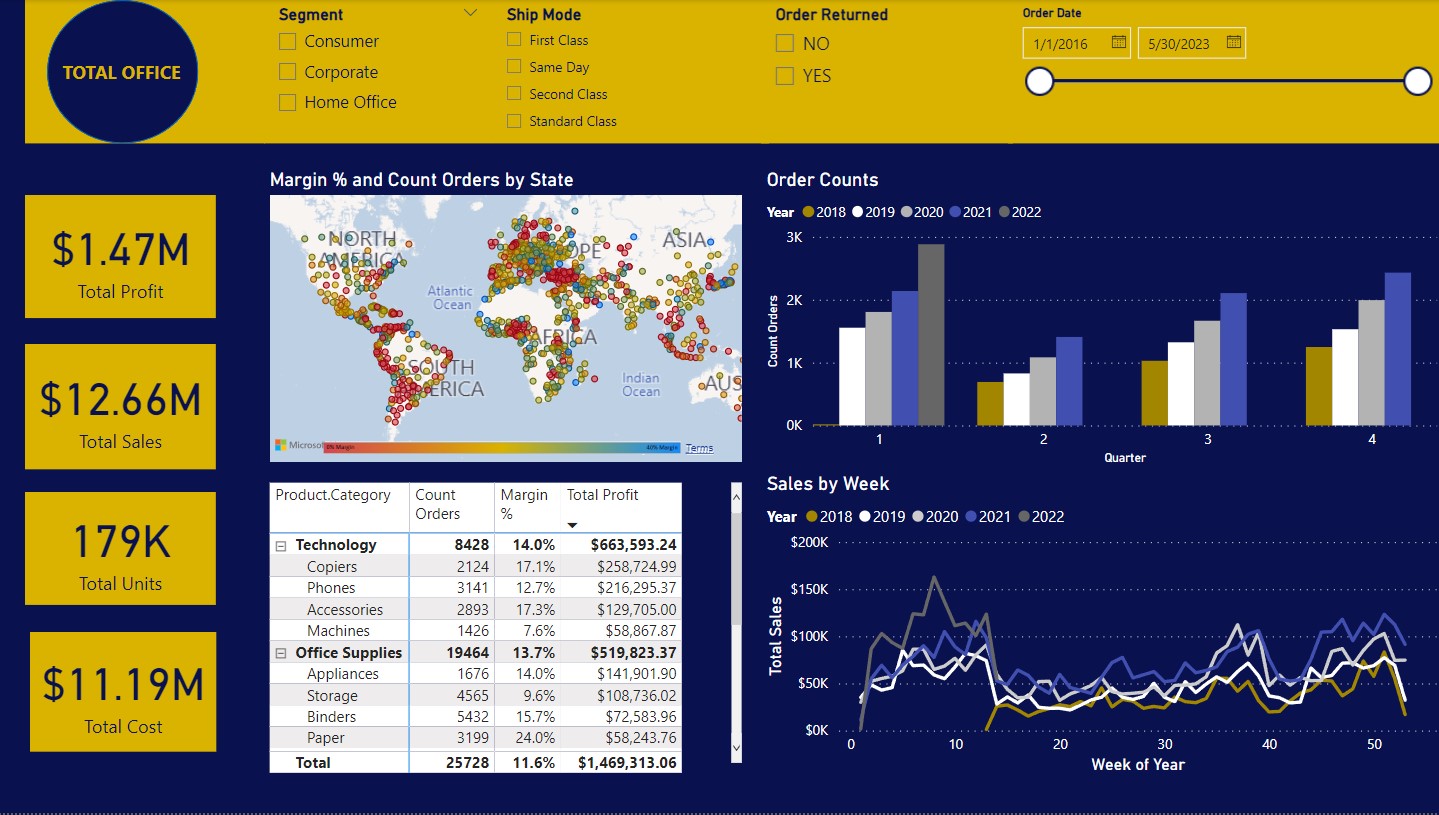 TOTAL OFFICE
Segment
Consumer
Corporate
Home Office
Ship Mode
First Class
Same Day
Second Class
Standard Class
Order Returned
NO
YES
Order Date
1/1/2016
5/30/2023
$1.47M
Total Profit
$12.66M
Total Sales
179K
Total Units
$11.19M
Total Cost
Margin % and Count Orders by State
NORTH
AMERICA
ASIA
Atlantic
Ocean
AFRICA
SOUTH
Indian
Ocean
AUS
0% Margin
40% Margin
Terms
Product.Category Count Orders Margin % Total Profit
Technology 8428 14.0% $663,593.24
Copiers 2124 17.1% $258,724.99
Phones 3141 12.7% $216,295.37
Accessories 2893 17.3% $129,705.00
Machines 1426 7.6% $58,867.87
Office Supplies 19464 13.7% $519,823.37
Appliances 1676 14.0% $141,901.90
Storage 4565 9.6% $108,736.02
Binders 5432 15.7% $72,583.96
Paper 3199 24.0% $58,243.76
Total 25728 11.6% $1,469,313.06
Order Counts
Year 2018 2019 2020 2021 2022
3K
2K
1K
0K
Count Orders
1 2 3 4
Quarter
Sales by Week
Year 2018 2019 2020 2021 2022
$200K
$150K
$100K
$50K
$0K
Total Sales
0 10 20 30 40 50
Week of Year